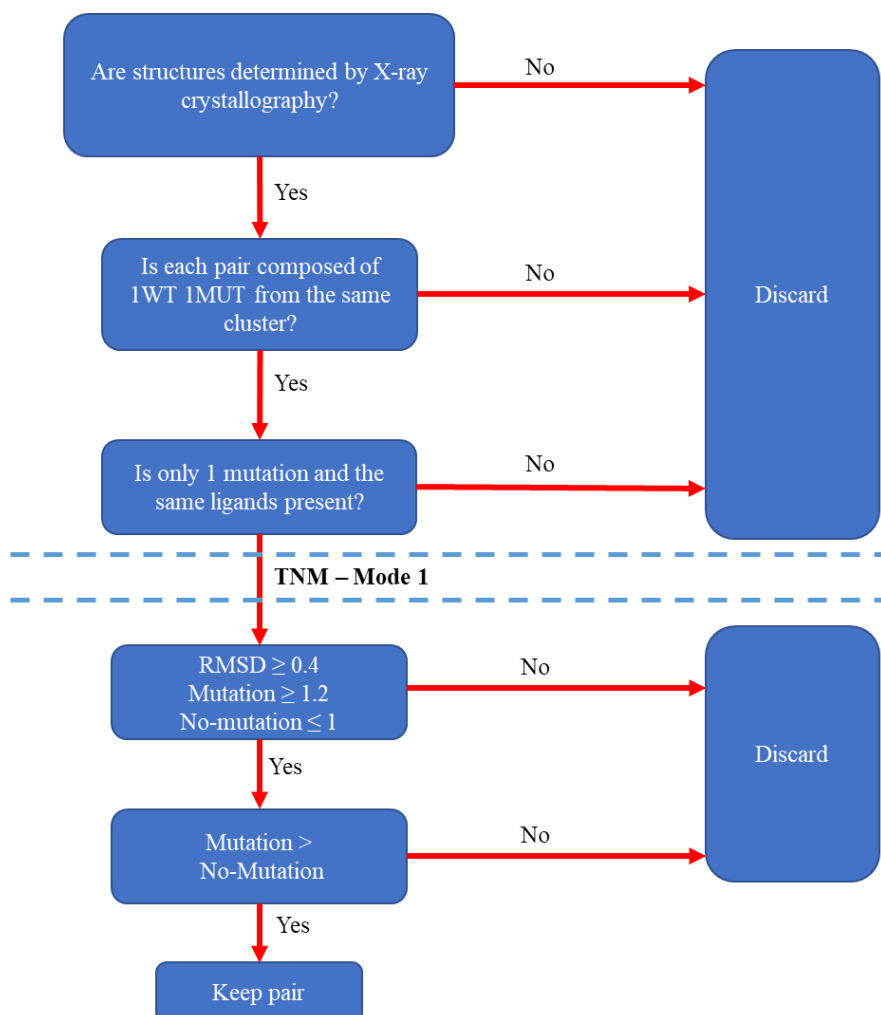 Are structures determined by X-ray
crystallography?
No
Yes
Is each pair composed of
1WT 1MUT from the same
cluster?
No
Discard
Yes
Is only 1 mutation and the
same ligands present?
No
TNM – Mode 1
RMSD ≥ 0.4
Mutation ≥ 1.2
No-mutation ≤ 1
No
Yes
Discard
Mutation >
No-Mutation
No
Yes
Keep pair